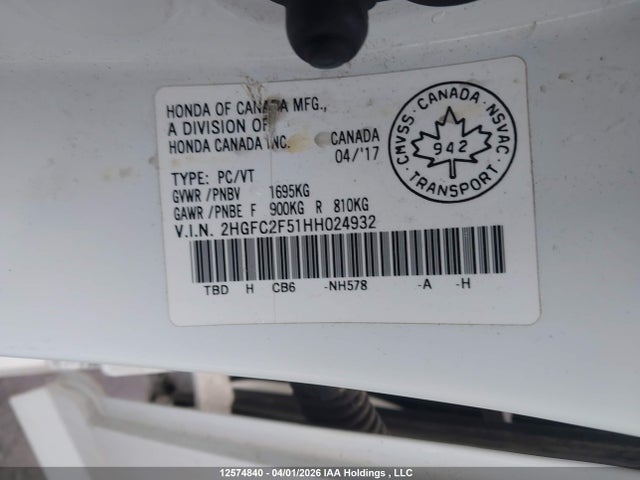 HONDA OF CANADA MFG.,
A DIVISION OF
HONDA CANADA INC.
CANADA
04/'17
TYPE: PC/VT
GVWR /PNBV 1695KG
GAWR /PNBE F 900KG R 810KG
V.I.N. 2HGFC2F51HH024932
TBD H CB6 -NH578 -A -H
CANADA
CMVSS · NSVAC
942
TRANSPORT
12574840 - 04/01/2026 IAA Holdings , LLC